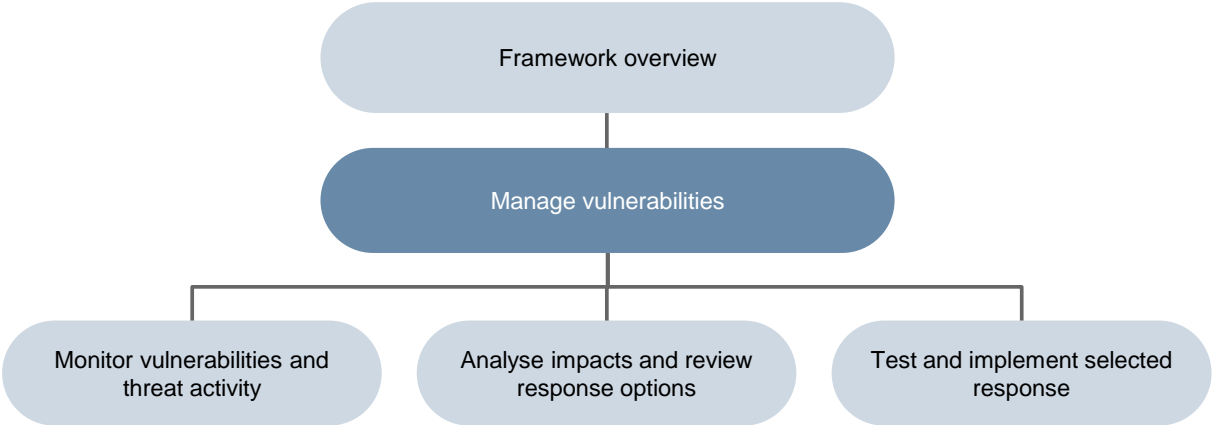 Framework overview
Manage vulnerabilities
Monitor vulnerabilities and
threat activity
Analyse impacts and review
response options
Test and implement selected
response